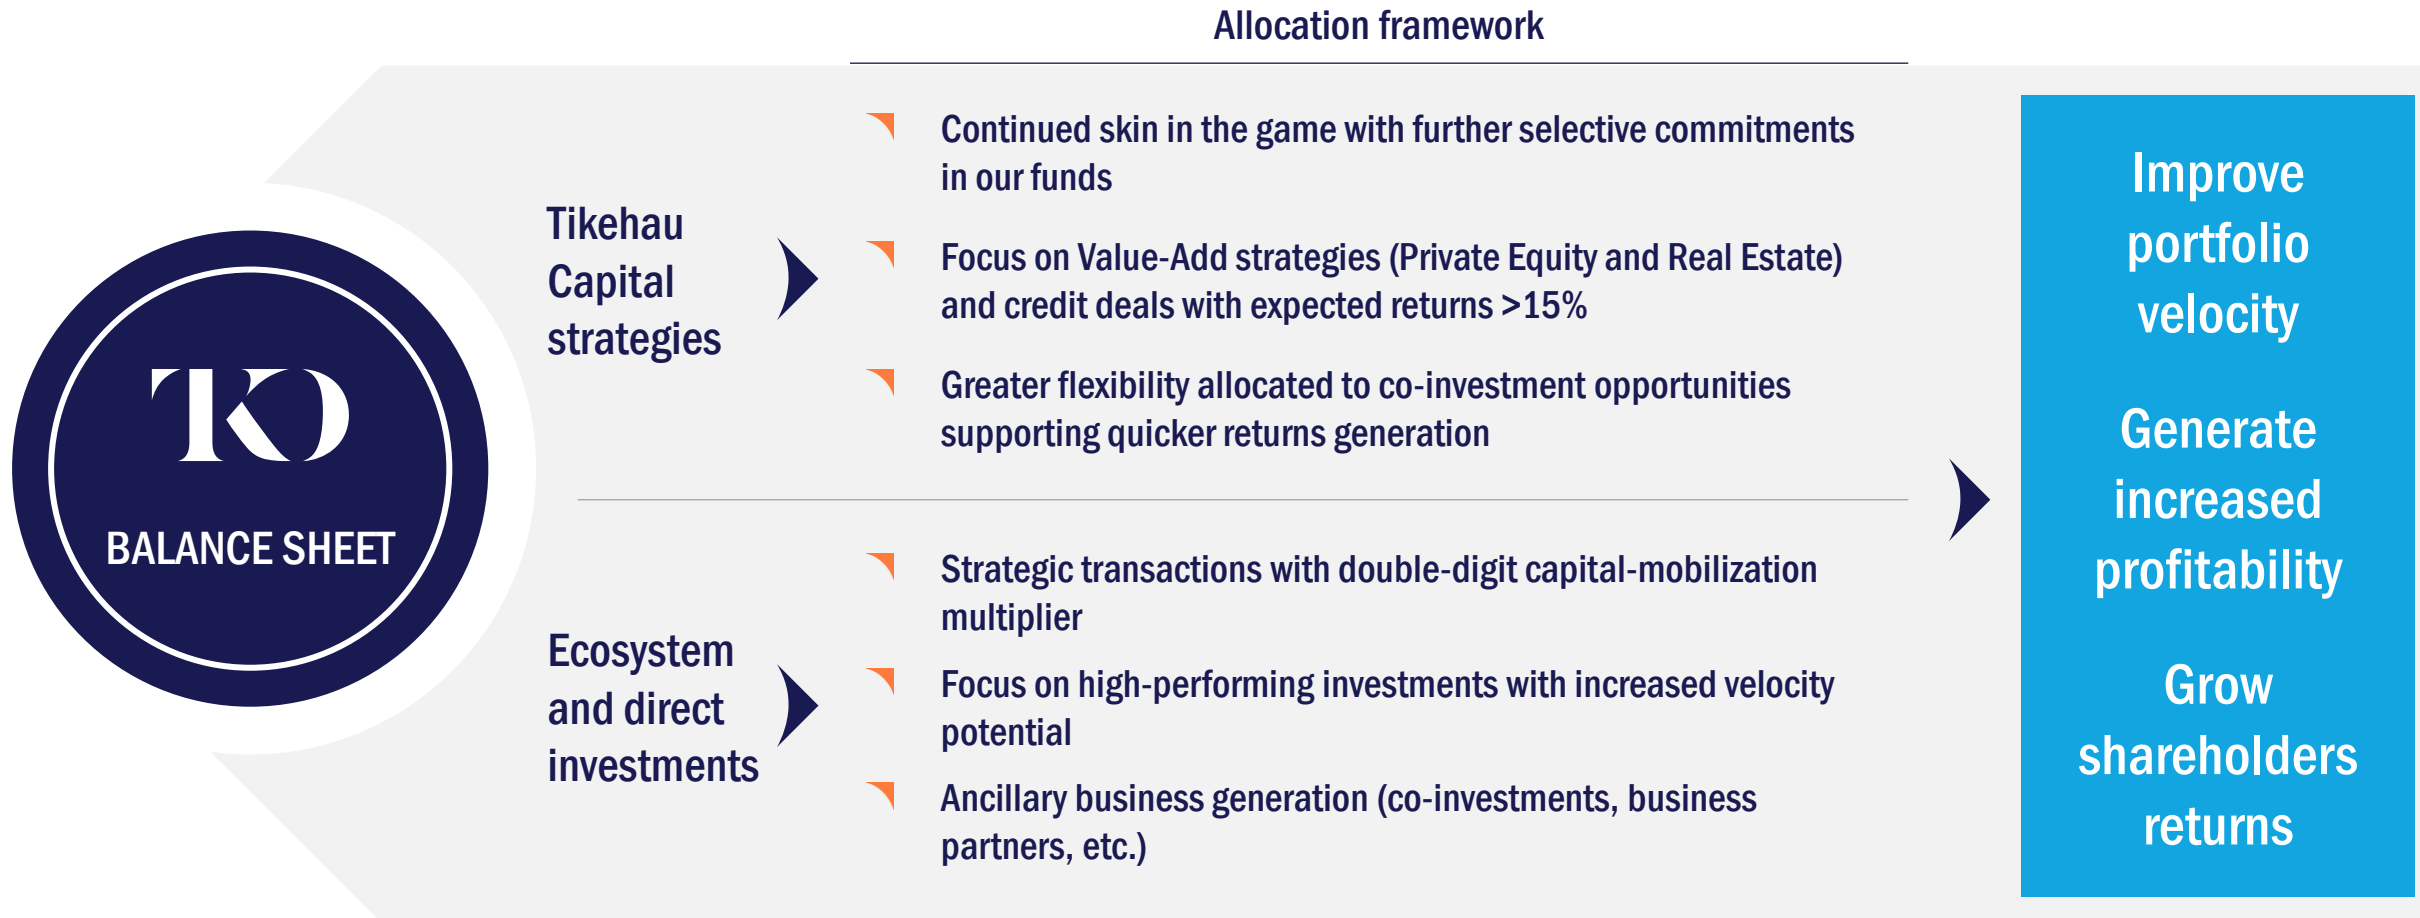 Allocation framework
TKO
BALANCE SHEET
Tikehau
Capital
strategies
Continued skin in the game with further selective commitments
in our funds
Focus on Value-Add strategies (Private Equity and Real Estate)
and credit deals with expected returns >15%
Greater flexibility allocated to co-investment opportunities
supporting quicker returns generation
Ecosystem
and direct
investments
Strategic transactions with double-digit capital-mobilization
multiplier
Focus on high-performing investments with increased velocity
potential
Ancillary business generation (co-investments, business
partners, etc.)
Improve
portfolio
velocity
Generate
increased
profitability
Grow
shareholders
returns